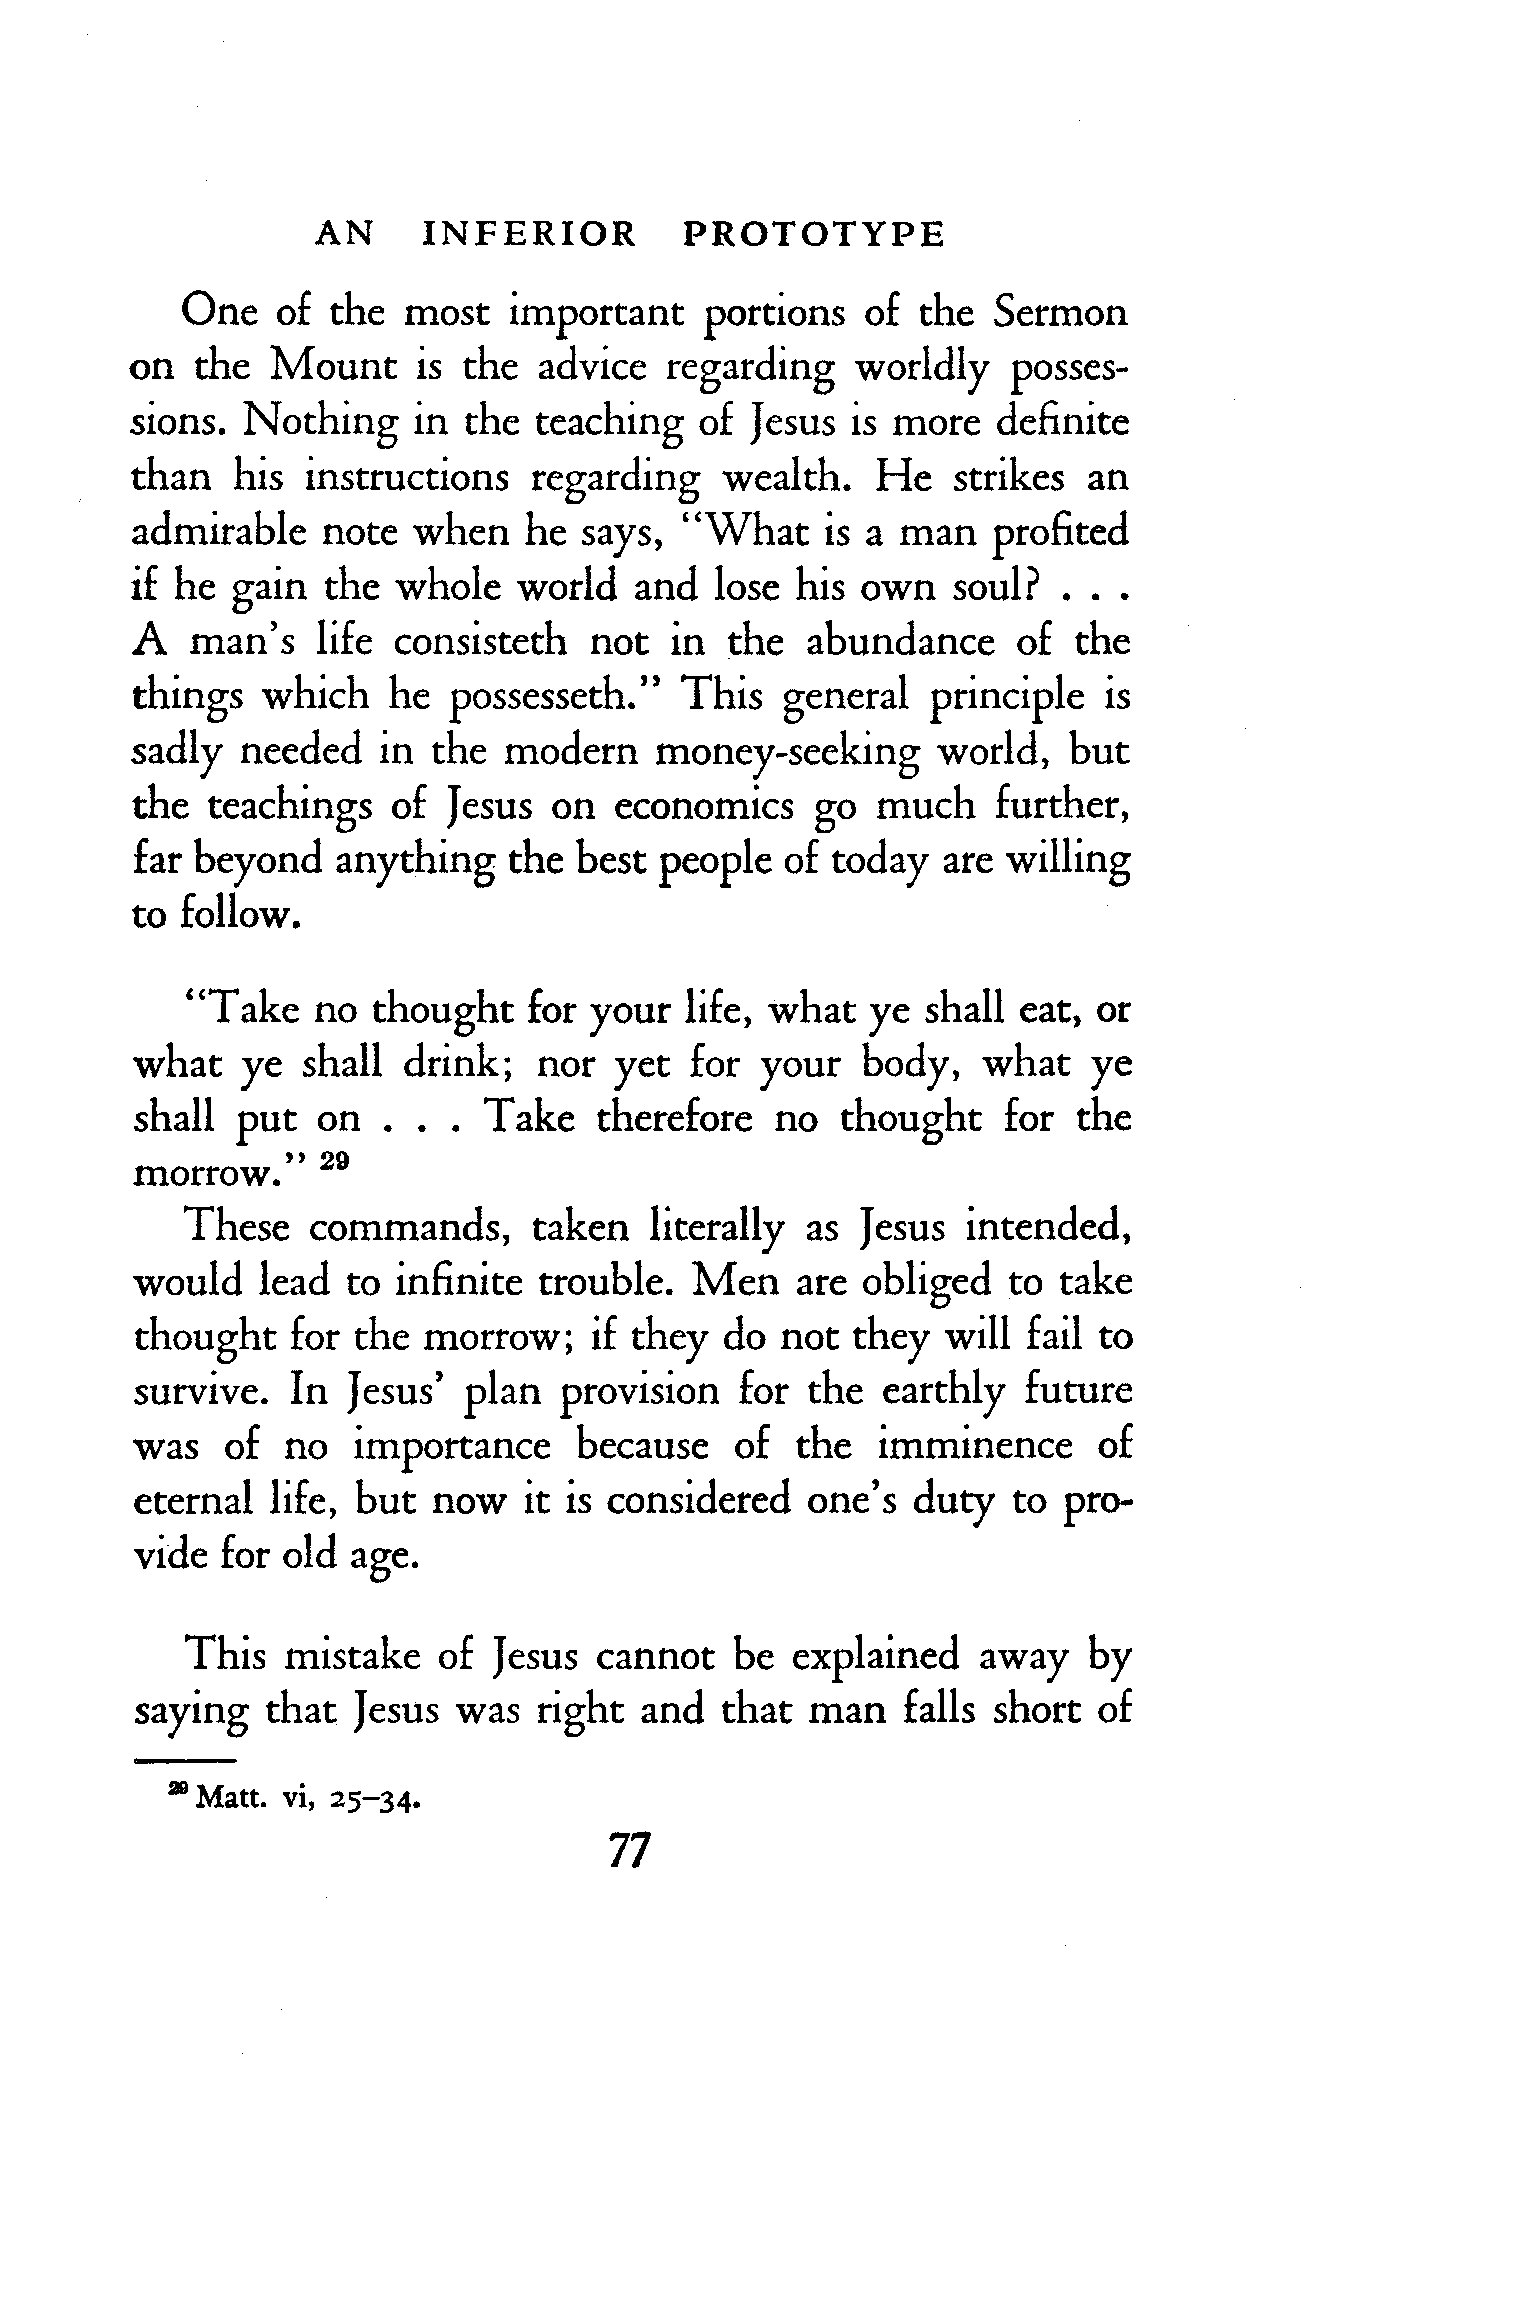 AN INFERIOR PROTOTYPE
One of the most important portions of the Sermon
on the Mount is the advice regarding worldly posses-
sions. Nothing in the teaching of Jesus is more definite
than his instructions regarding wealth. He strikes an
admirable note when he says, "What is a man profited
if he gain the whole world and lose his own soul? . . .
A man's life consisteth not in the abundance of the
things which he possesseth." This general principle is
sadly needed in the modern money-seeking world, but
the teachings of Jesus on economics go much further,
far beyond anything the best people of today are willing
to follow.
"Take no thought for your life, what ye shall eat, or
what ye shall drink; nor yet for your body, what ye
shall put on . . . Take therefore no thought for the
morrow." 29
These commands, taken literally as Jesus intended,
would lead to infinite trouble. Men are obliged to take
thought for the morrow; if they do not they will fail to
survive. In Jesus' plan provision for the earthly future
was of no importance because of the imminence of
eternal life, but now it is considered one's duty to pro-
vide for old age.
This mistake of Jesus cannot be explained away by
saying that Jesus was right and that man falls short of
29 Matt. vi, 25–34.
77